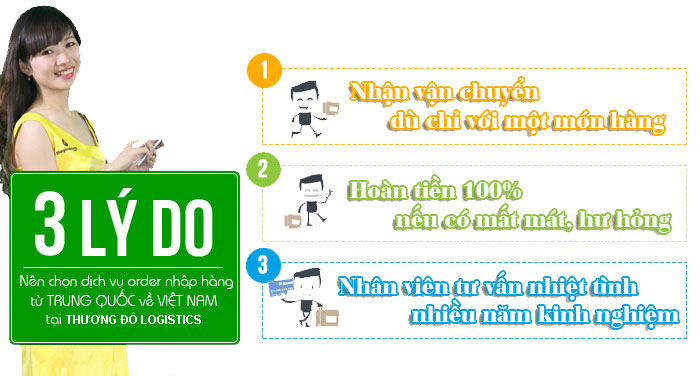 3 LÝ DO
Nên chọn dịch vụ order nhập hàng
từ TRUNG QUỐC về VIỆT NAM
tại THƯƠNG ĐÔ LOGISTICS
1
Nhận vận chuyển
dù chỉ với một món hàng
2
Hoàn tiền 100%
nếu có mất mát, hư hỏng
3
Nhân viên tư vấn nhiệt tình
nhiều năm kinh nghiệm